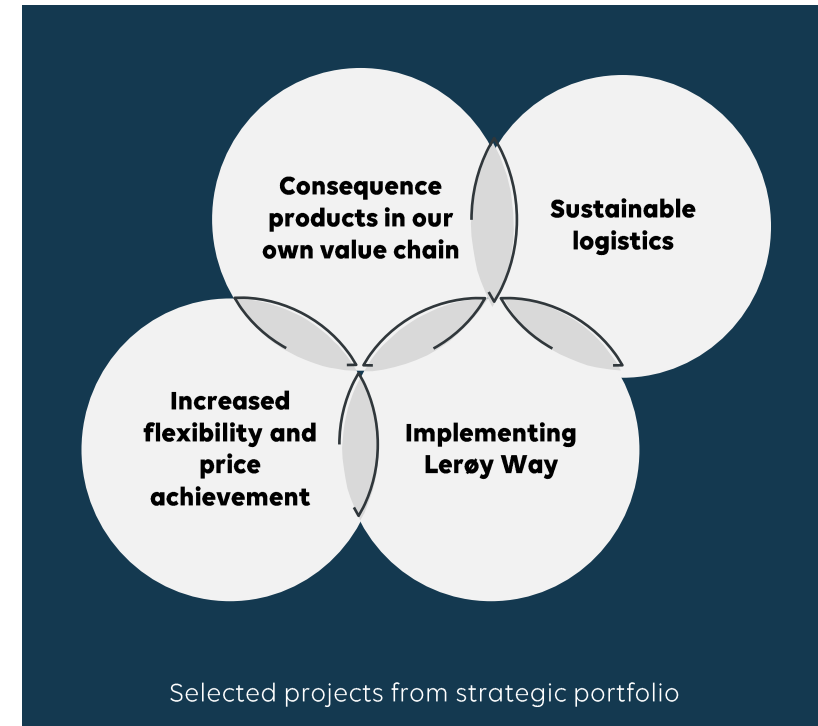 Consequence
products in our
own value chain
Sustainable
logistics
Increased
flexibility and
price
achievement
Implementing
Lerøy Way
Selected projects from strategic portfolio